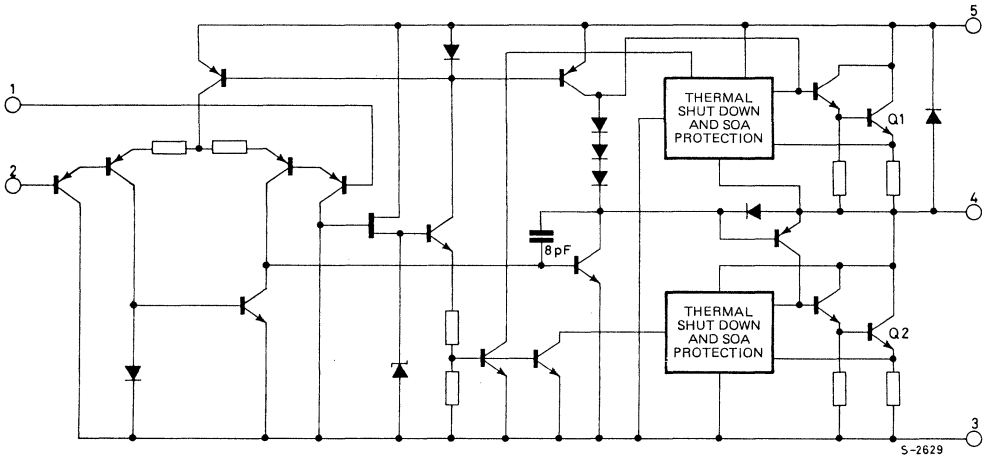 5
1
THERMAL
SHUT DOWN
AND SOA
PROTECTION
Q1
2
4
8pF
THERMAL
SHUT DOWN
AND SOA
PROTECTION
Q2
3
S-2629